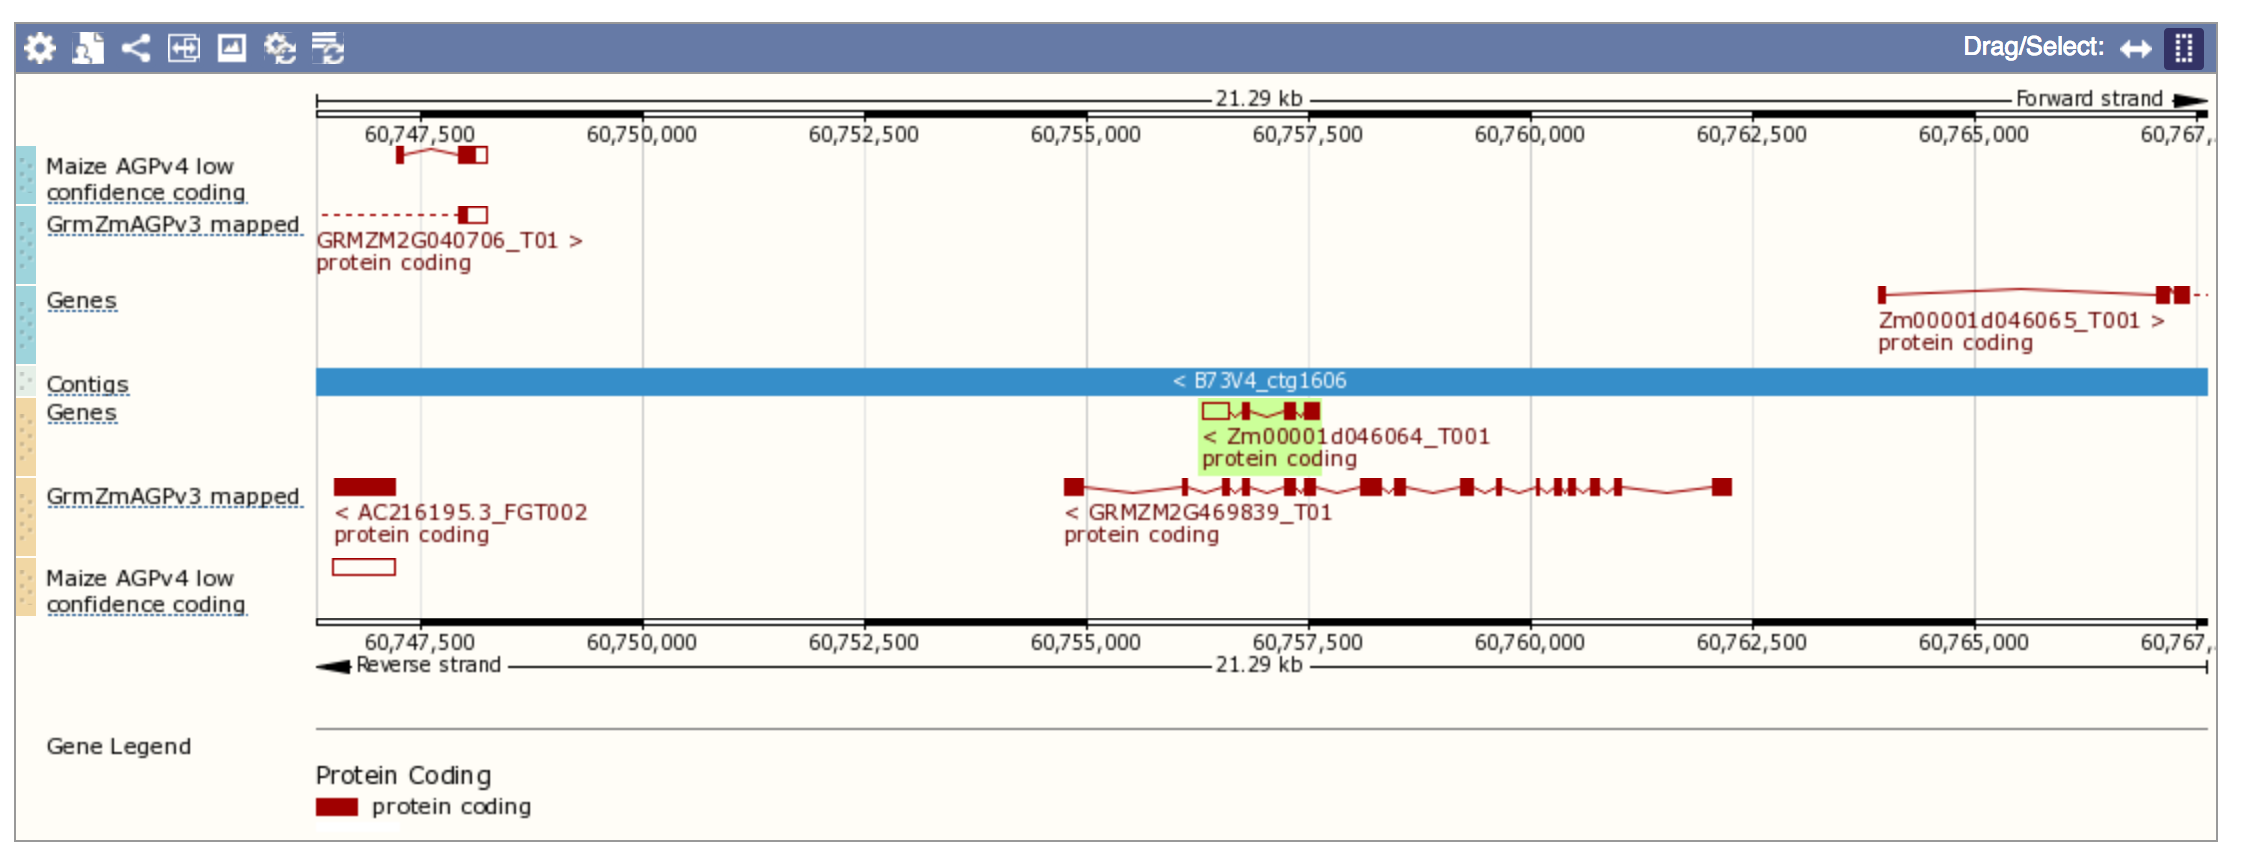 Drag/Select:
21.29 kb
Forward strand
60,747,500 60,750,000 60,752,500 60,755,000 60,757,500 60,760,000 60,762,500 60,765,000 60,767,
Maize AGPv4 low
confidence coding
GrmZmAGPv3 mapped
GRMZM2G040706_T01 >
protein coding
Genes
Zm00001d046065_T001 >
protein coding
Contigs
< B73V4_ctg1606
Genes
< Zm00001d046064_T001
protein coding
GrmZmAGPv3 mapped
< AC216195.3_FGT002
protein coding
< GRMZM2G469839_T01
protein coding
Maize AGPv4 low
confidence coding
60,747,500 60,750,000 60,752,500 60,755,000 60,757,500 60,760,000 60,762,500 60,765,000 60,767,
Reverse strand
21.29 kb
Gene Legend
Protein Coding
protein coding